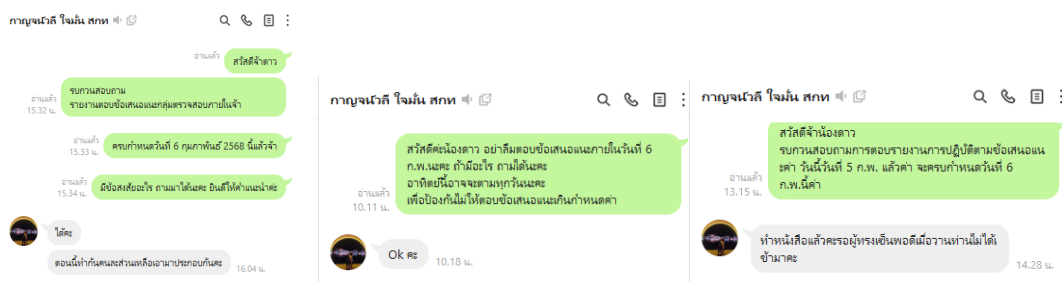 กาญจน์วลี ใจมั่น สกท
อ่านแล้ว
สวัสดีจ้าดาว
รบกวนสอบถาม
รายงานตอบข้อเสนอแนะกลุ่มตรวจสอบภายในจ้า
อ่านแล้ว
15.32 น.
ครบกำหนดวันที่ 6 กุมภาพันธ์ 2568 นี้แล้วจ้า
อ่านแล้ว
15.33 น.
มีข้อสงสัยอะไร ถามมาได้นะคะ ยินดีให้คำแนะนำค่ะ
อ่านแล้ว
15.34 น.
ได้คะ
ตอนนี้ทำกันคนละส่วนเหลือเอามาประกอบกันคะ
16.04 น.
กาญจน์วลี ใจมั่น สกท
สวัสดีค่ะน้องดาว อย่าลืมตอบข้อเสนอแนะภายในวันที่ 6
ก.พ.นะคะ ถ้ามีอะไร ถามได้นะคะ
อาทิตย์นี้อาจจะตามทุกวันนะคะ
เพื่อป้องกันไม่ให้ตอบข้อเสนอแนะเกินกำหนดค่า
อ่านแล้ว
10.11 น.
Ok คะ
10.18 น.
กาญจน์วลี ใจมั่น สกท
สวัสดีจ้าน้องดาว
รบกวนสอบถามการตอบรายงานการปฏิบัติตามข้อเสนอแน
ะค่า วันนี้วันที่ 5 ก.พ. แล้วค่า จะครบกำหนดวันที่ 6
ก.พ.นี้ค่า
อ่านแล้ว
13.15 น.
ทำหนังสือแล้วคะรอผู้ทรงเซ็นพอดีเมื่อวานท่านไม่ได้เ
ข้ามาคะ
14.28 น.